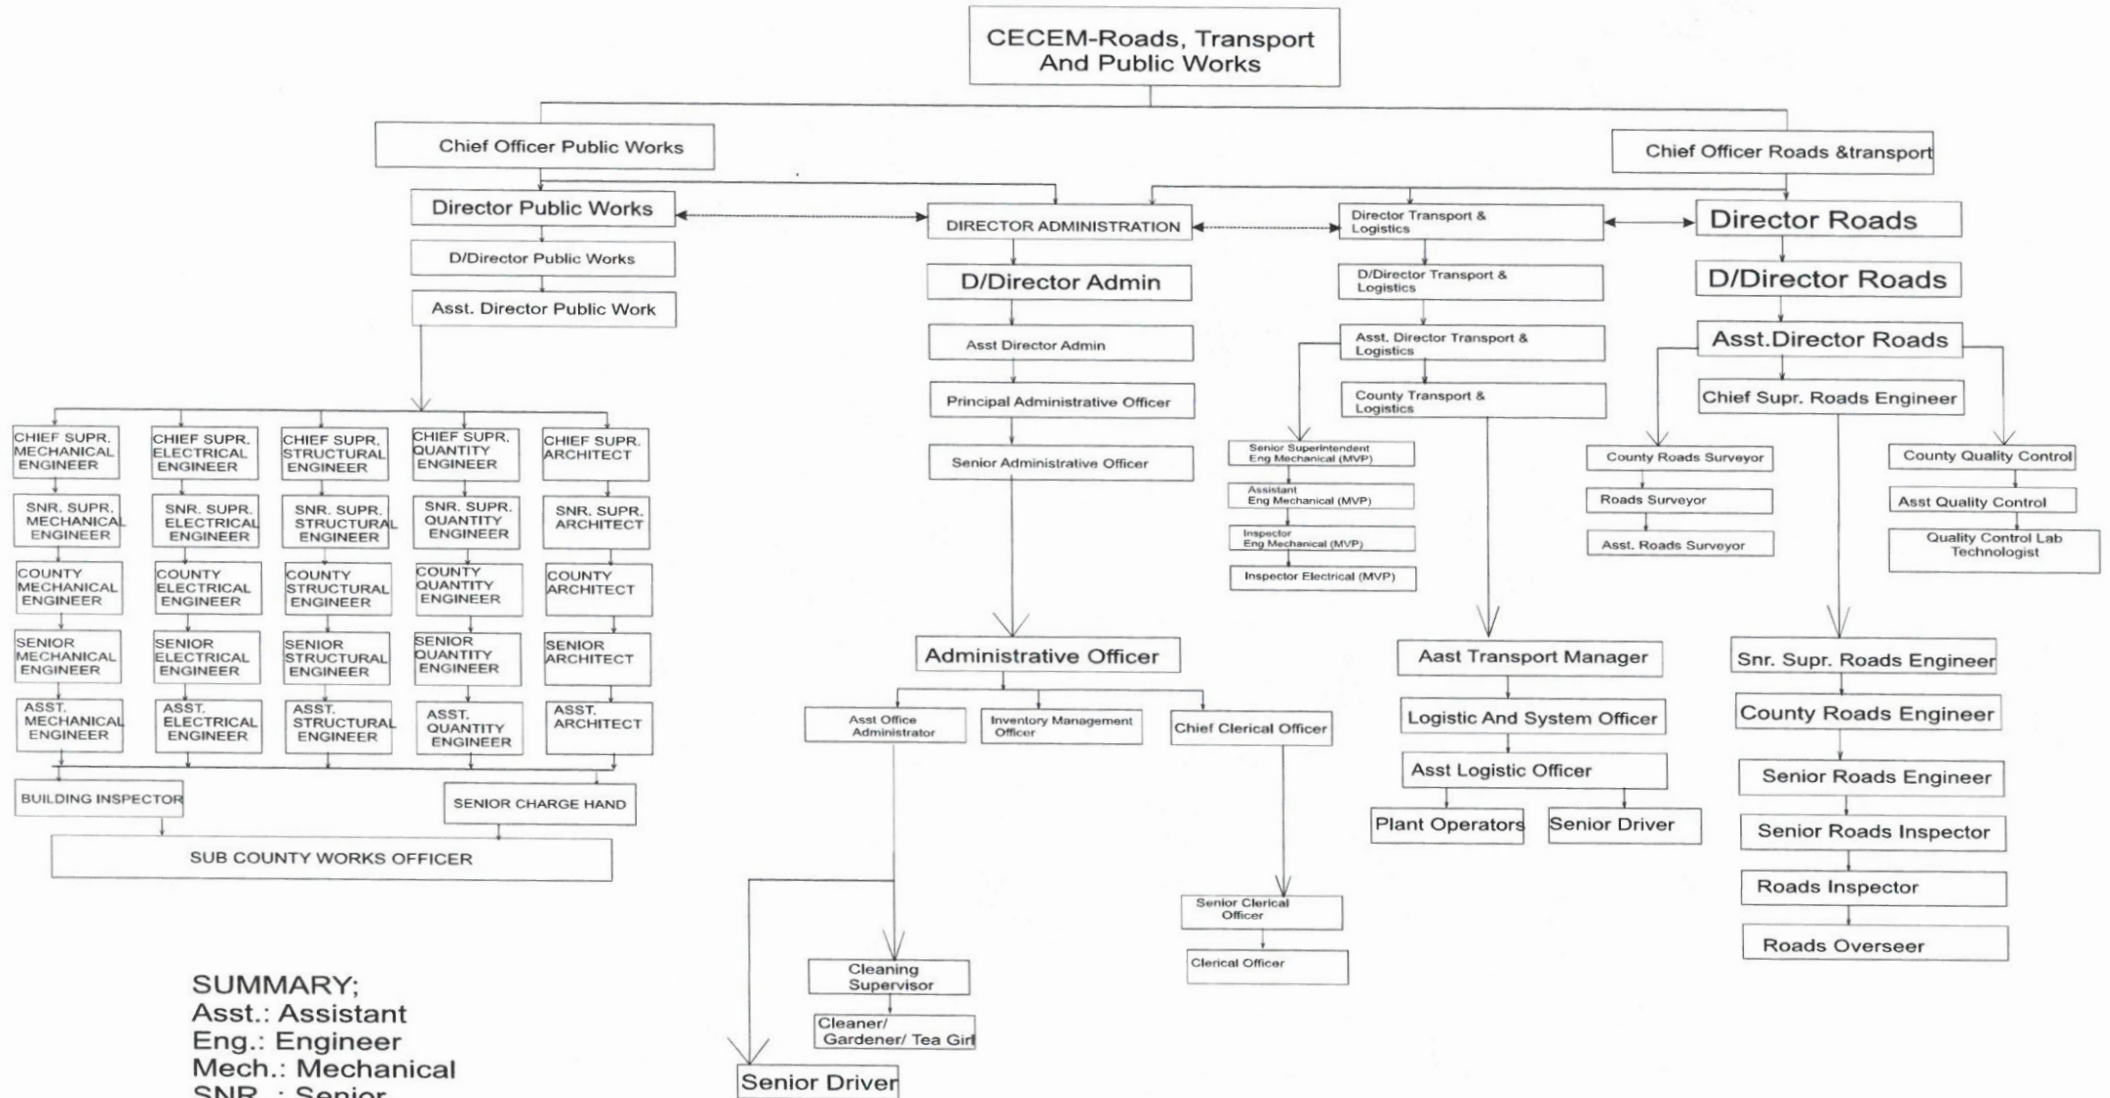 CECEM-Roads, Transport
And Public Works
Chief Officer Public Works
Chief Officer Roads &transport
Director Public Works
DIRECTOR ADMINISTRATION
Director Transport &
Logistics
Director Roads
D/Director Public Works
D/Director Admin
D/Director Transport &
Logistics
D/Director Roads
Asst. Director Public Work
Asst Director Admin
Asst. Director Transport &
Logistics
Asst.Director Roads
Principal Administrative Officer
County Transport &
Logistics
Chief Supr. Roads Engineer
Senior Administrative Officer
CHIEF SUPR.
MECHANICAL
ENGINEER
CHIEF SUPR.
ELECTRICAL
ENGINEER
CHIEF SUPR.
STRUCTURAL
ENGINEER
CHIEF SUPR.
QUANTITY
ENGINEER
CHIEF SUPR.
ARCHITECT
SNR. SUPR.
MECHANICAL
ENGINEER
SNR. SUPR.
ELECTRICAL
ENGINEER
SNR. SUPR.
STRUCTURAL
ENGINEER
SNR. SUPR.
QUANTITY
ENGINEER
SNR. SUPR.
ARCHITECT
COUNTY
MECHANICAL
ENGINEER
COUNTY
ELECTRICAL
ENGINEER
COUNTY
STRUCTURAL
ENGINEER
COUNTY
QUANTITY
ENGINEER
COUNTY
ARCHITECT
SENIOR
MECHANICAL
ENGINEER
SENIOR
ELECTRICAL
ENGINEER
SENIOR
STRUCTURAL
ENGINEER
SENIOR
QUANTITY
ENGINEER
SENIOR
ARCHITECT
ASST.
MECHANICAL
ENGINEER
ASST.
ELECTRICAL
ENGINEER
ASST.
STRUCTURAL
ENGINEER
ASST.
QUANTITY
ENGINEER
ASST.
ARCHITECT
BUILDING INSPECTOR
SENIOR CHARGE HAND
SUB COUNTY WORKS OFFICER
Senior Superintendent
Eng Mechanical (MVP)
Assistant
Eng Mechanical (MVP)
Inspector
Eng Mechanical (MVP)
Inspector Electrical (MVP)
County Roads Surveyor
Roads Surveyor
Asst. Roads Surveyor
County Quality Control
Asst Quality Control
Quality Control Lab
Technologist
Administrative Officer
Asst Office
Administrator
Inventory Management
Officer
Chief Clerical Officer
Senior Clerical
Officer
Clerical Officer
Cleaning
Supervisor
Cleaner/
Gardener/ Tea Girl
Senior Driver
Aast Transport Manager
Logistic And System Officer
Asst Logistic Officer
Plant Operators
Senior Driver
Snr. Supr. Roads Engineer
County Roads Engineer
Senior Roads Engineer
Senior Roads Inspector
Roads Inspector
Roads Overseer
SUMMARY;
Asst.: Assistant
Eng.: Engineer
Mech.: Mechanical
SNR. : Senior